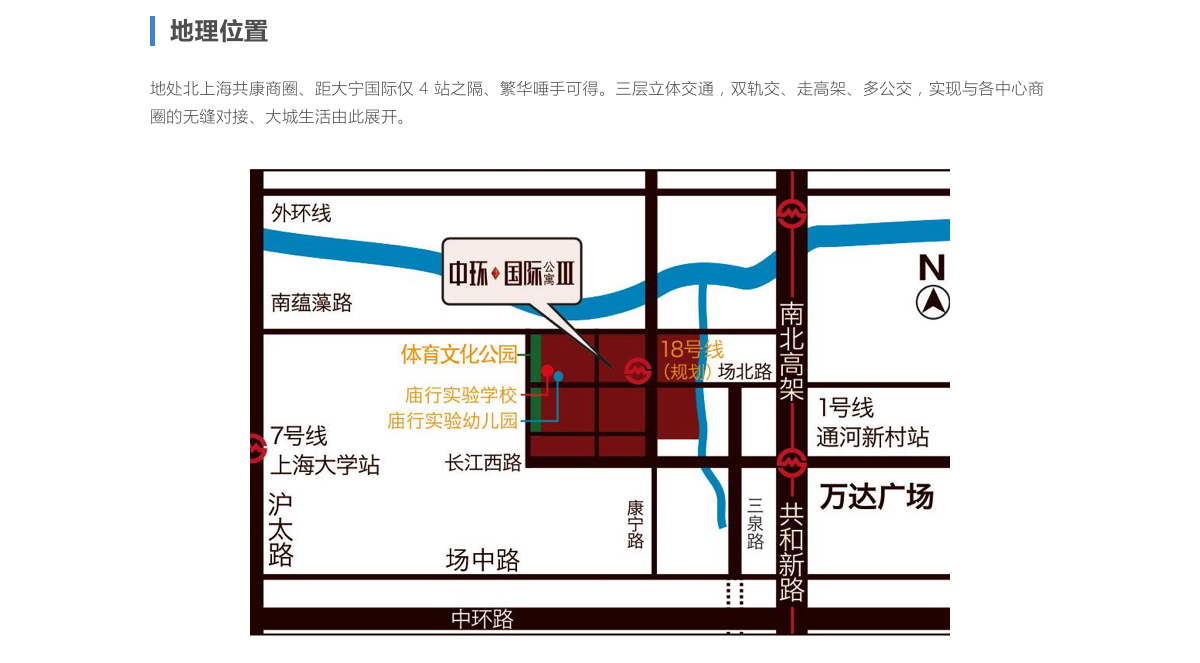 地理位置
地处北上海共康商圈、距大宁国际仅 4 站之隔、繁华唾手可得。三层立体交通，双轨交、走高架、多公交，实现与各中心商
圈的无缝对接、大城生活由此展开。
外环线
中环国际公寓III
N
南蕴藻路
南北高架
18号线
（规划）
体育文化公园
场北路
庙行实验学校
庙行实验幼儿园
1号线
通河新村站
7号线
上海大学站
长江西路
万达广场
沪太路
康宁路
三泉路
共和新路
场中路
中环路